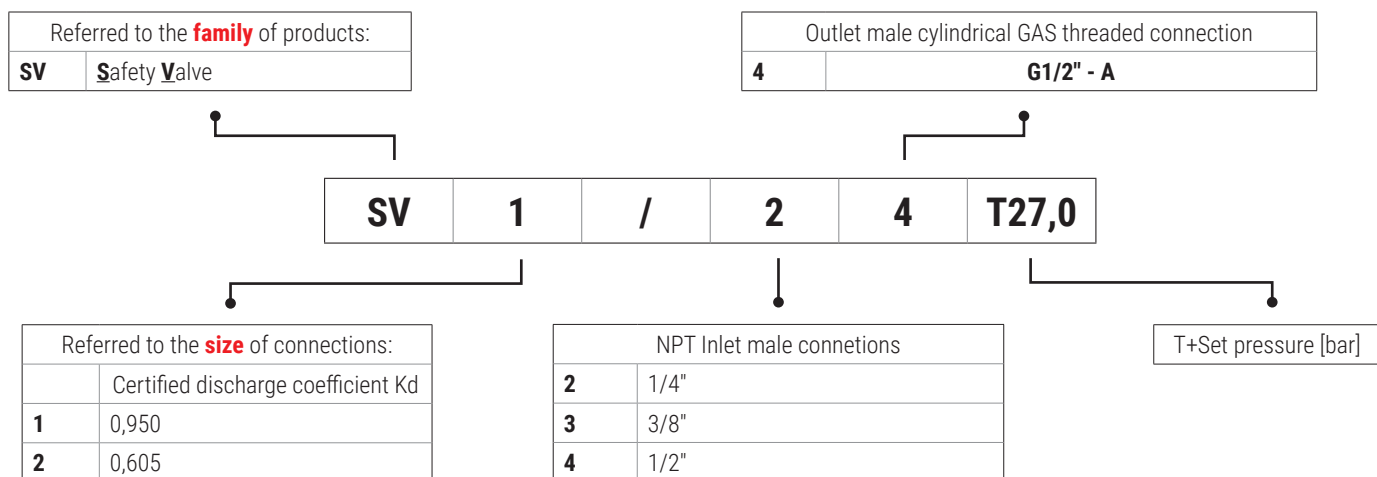 Referred to the family of products:
SV Safety Valve
Outlet male cylindrical GAS threaded connection
4 G1/2" - A
SV 1 / 2 4 T27,0
Referred to the size of connections:
Certified discharge coefficient Kd
1 0,950
2 0,605
NPT Inlet male connetions
2 1/4"
3 3/8"
4 1/2"
T+Set pressure [bar]